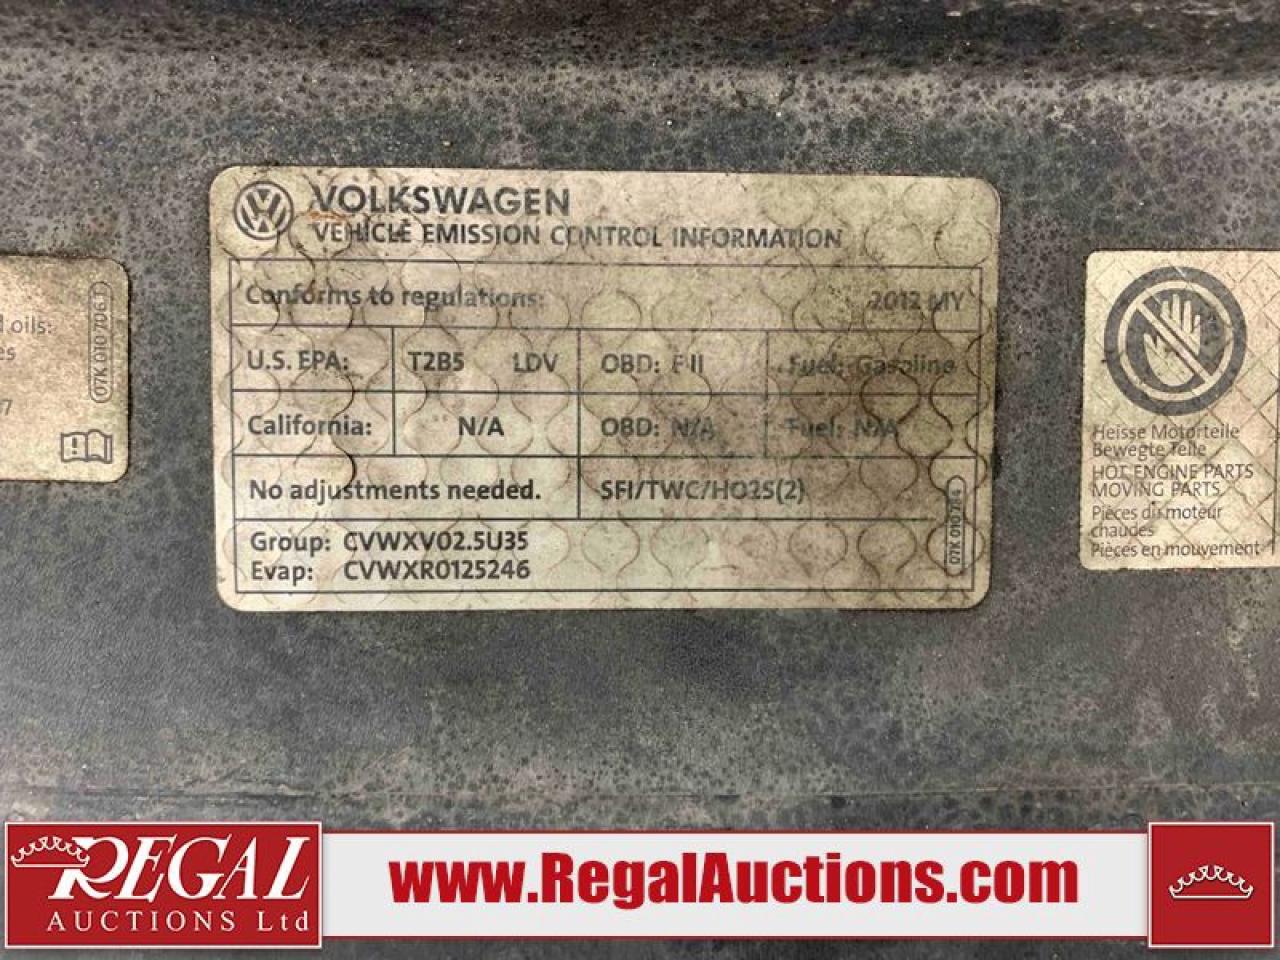 l oils:
es
7
07K 010 706 J
VOLKSWAGEN
VEHICLE EMISSION CONTROL INFORMATION
Conforms to regulations: 2012 MY
U.S. EPA: T2B5 LDV OBD: F II Fuel: Gasoline
California: N/A OBD: N/A Fuel: N/A
No adjustments needed. SFI/TWC/HO2S(2)
Group: CVWXV02.5U35
Evap: CVWXR0125246
07K 010
Heisse Motorteile
Bewegte Teile
HOT ENGINE PARTS
MOVING PARTS
Pièces du moteur
chaudes
Pièces en mouvement
REGAL
AUCTIONS Ltd
www.RegalAuctions.com